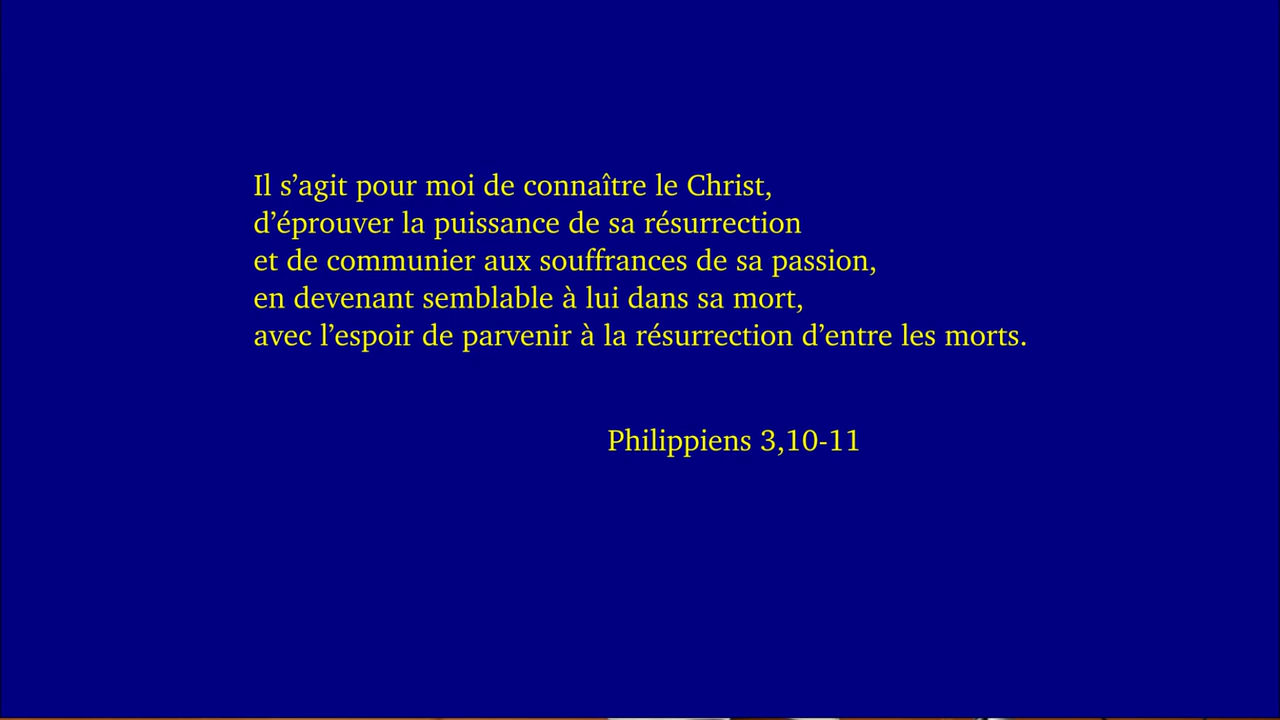 Il s’agit pour moi de connaître le Christ,
d’éprouver la puissance de sa résurrection
et de communier aux souffrances de sa passion,
en devenant semblable à lui dans sa mort,
avec l’espoir de parvenir à la résurrection d’entre les morts.
Philippiens 3,10-11